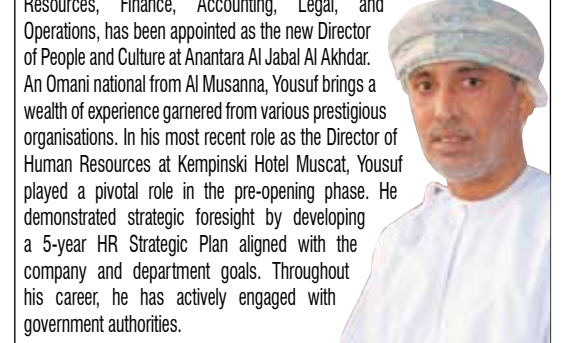 Resources, Finance, Accounting, Legal, and
Operations, has been appointed as the new Director
of People and Culture at Anantara Al Jabal Al Akhdar.
An Omani national from Al Musanna, Yousuf brings a
wealth of experience garnered from various prestigious
organisations. In his most recent role as the Director of
Human Resources at Kempinski Hotel Muscat, Yousuf
played a pivotal role in the pre-opening phase. He
demonstrated strategic foresight by developing
a 5-year HR Strategic Plan aligned with the
company and department goals. Throughout
his career, he has actively engaged with
government authorities.